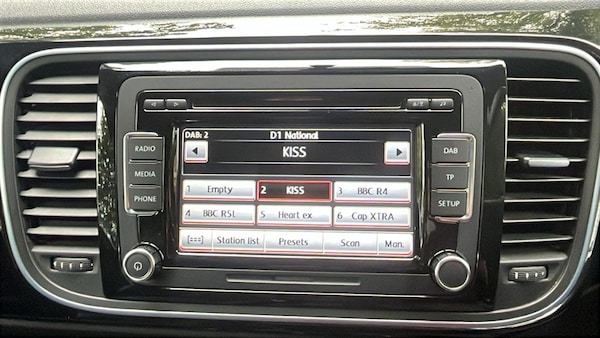 RADIO
MEDIA
PHONE
DAB: 2 D1 National
KISS
1 Empty 2 KISS 3 BBC R4
4 BBC R5L 5 Heart ex 6 Cap XTRA
Station list Presets Scan Man.
DAB
TP
SETUP